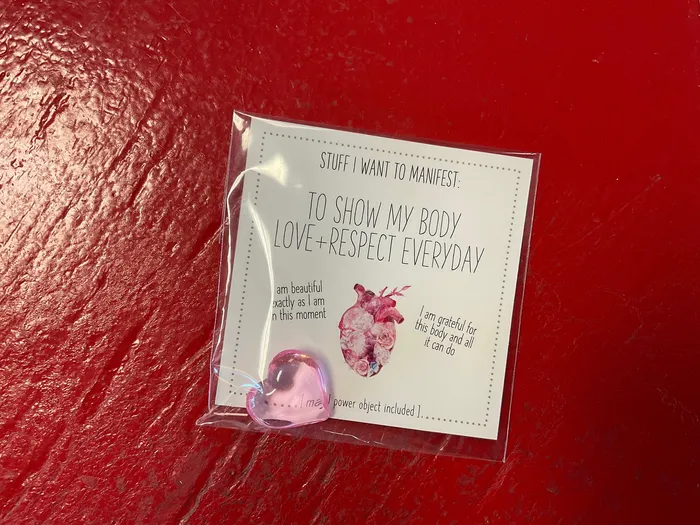 STUFF I WANT TO MANIFEST:
TO SHOW MY BODY
LOVE+RESPECT EVERYDAY
am beautiful
exactly as I am
in this moment
I am grateful for
this body and all
it can do
power object included ]